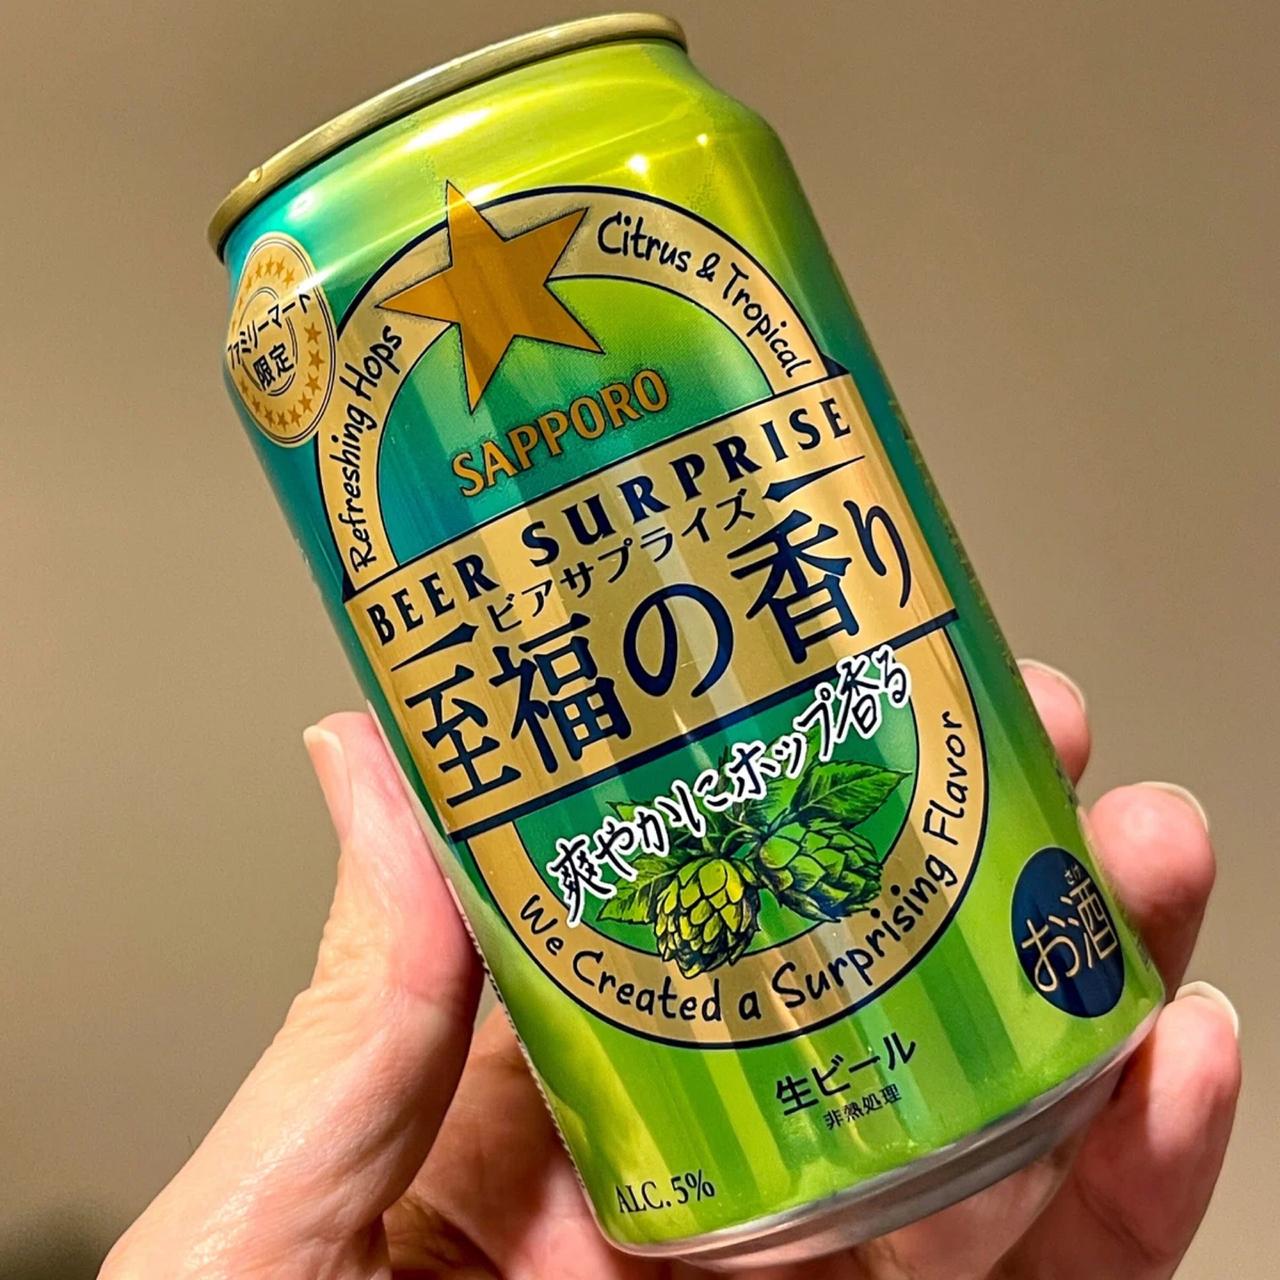 ファミリーマート
限定
Refreshing Hops
Citrus & Tropical
SAPPORO
BEER SURPRISE
ビアサプライズ
至福の香り
爽やかにホップ香る
We Created a Surprising Flavor
さけ
お酒
生ビール
非熱処理
ALC. 5%